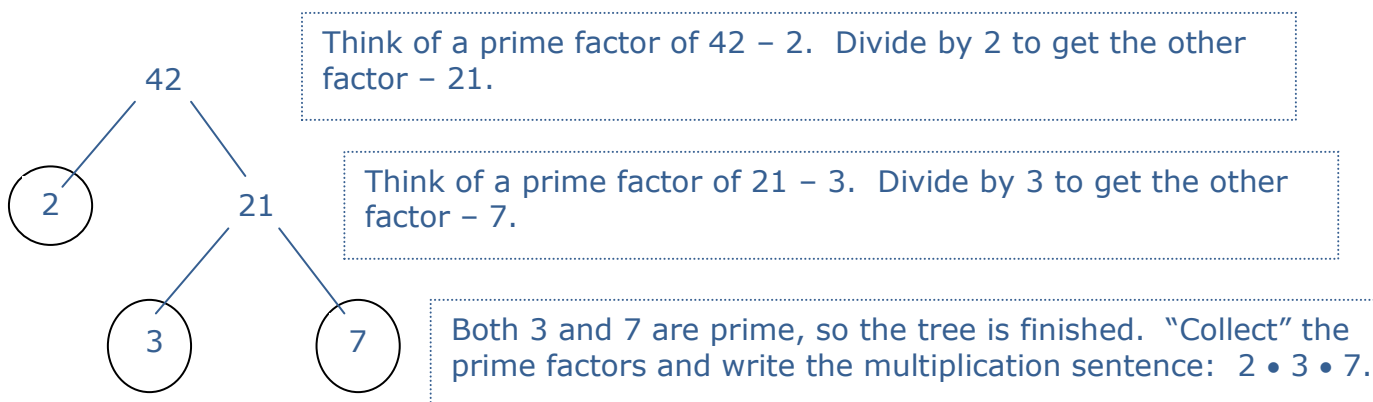 Think of a prime factor of 42 – 2.  Divide by 2 to get the other
factor – 21.
42
Think of a prime factor of 21 – 3.  Divide by 3 to get the other
factor – 7.
2
21
Both 3 and 7 are prime, so the tree is finished.  “Collect” the
prime factors and write the multiplication sentence:  2 • 3 • 7.
3
7